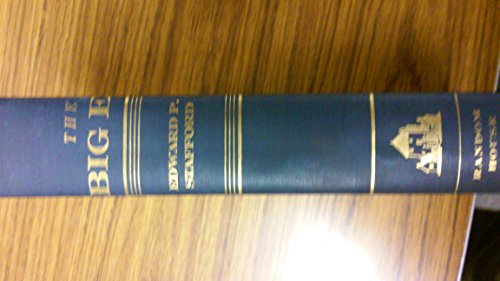 THE
BIG E
EDWARD P.
STAFFORD
RANDOM
HOUSE